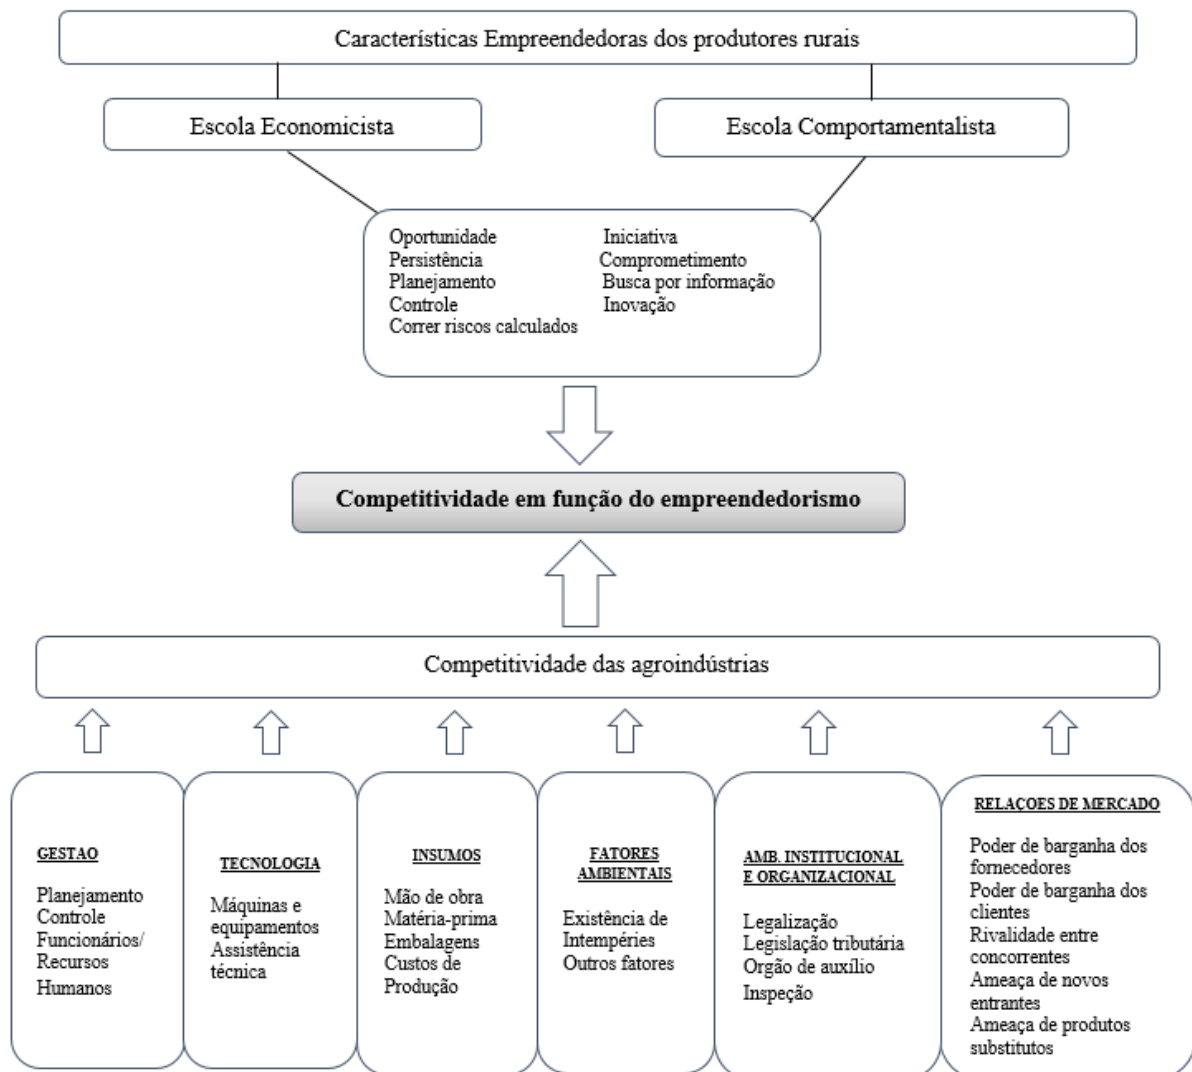 Características Empreendedoras dos produtores rurais
Escola Economicista
Escola Comportamentalista
Oportunidade Iniciativa
Persistência Comprometimento
Planejamento Busca por informação
Controle Inovação
Correr riscos calculados
Competitividade em função do empreendedorismo
Competitividade das agroindústrias
GESTAO
Planejamento
Controle
Funcionários/
Recursos
Humanos
TECNOLOGIA
Máquinas e
equipamentos
Assistência
técnica
INSUMOS
Mão de obra
Matéria-prima
Embalagens
Custos de
Produção
FATORES
AMBIENTAIS
Existência de
Intempéries
Outros fatores
AMB. INSTITUCIONAL
E ORGANIZACIONAL
Legalização
Legislação tributária
Orgão de auxílio
Inspeção
RELAÇOES DE MERCADO
Poder de barganha dos
fornecedores
Poder de barganha dos
clientes
Rivalidade entre
concorrentes
Ameaça de novos
entrantes
Ameaça de produtos
substitutos